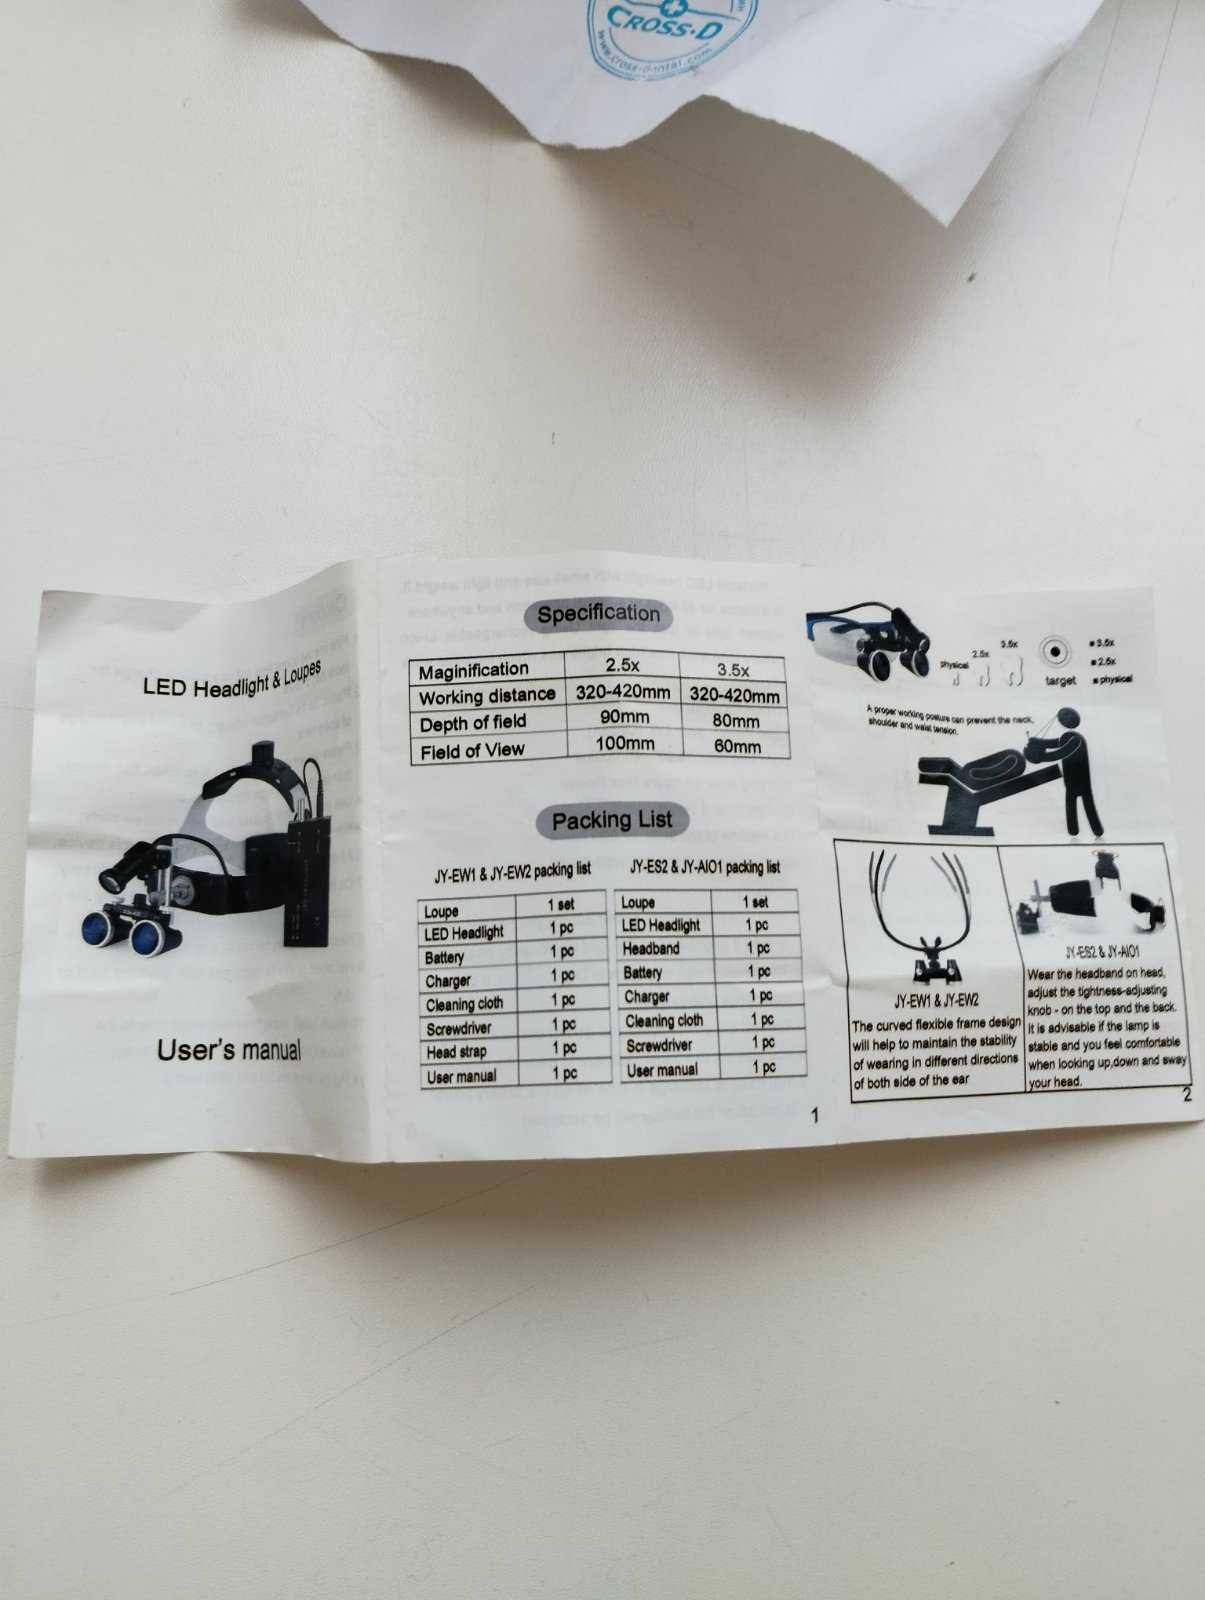 CROSS-D
www.cross-dental.com
LED Headlight & Loupes
User's manual
Specification
Maginification 2.5x 3.5x
Working distance 320-420mm 320-420mm
Depth of field 90mm 80mm
Field of View 100mm 60mm
Packing List
JY-EW1 & JY-EW2 packing list
Loupe 1 set
LED Headlight 1 pc
Battery 1 pc
Charger 1 pc
Cleaning cloth 1 pc
Screwdriver 1 pc
Head strap 1 pc
User manual 1 pc
JY-ES2 & JY-AIO1 packing list
Loupe 1 set
LED Headlight 1 pc
Headband 1 pc
Battery 1 pc
Charger 1 pc
Cleaning cloth 1 pc
Screwdriver 1 pc
User manual 1 pc
1
physical 2.5x 3.5x
target
3.5x
2.5x
physical
A proper working posture can prevent the neck,
shoulder and waist tension.
JY-EW1 & JY-EW2
The curved flexible frame design
will help to maintain the stability
of wearing in different directions
of both side of the ear
JY-ES2 & JY-AIO1
Wear the headband on head,
adjust the tightness-adjusting
knob - on the top and the back.
It is advisable if the lamp is
stable and you feel comfortable
when looking up,down and sway
your head.
2